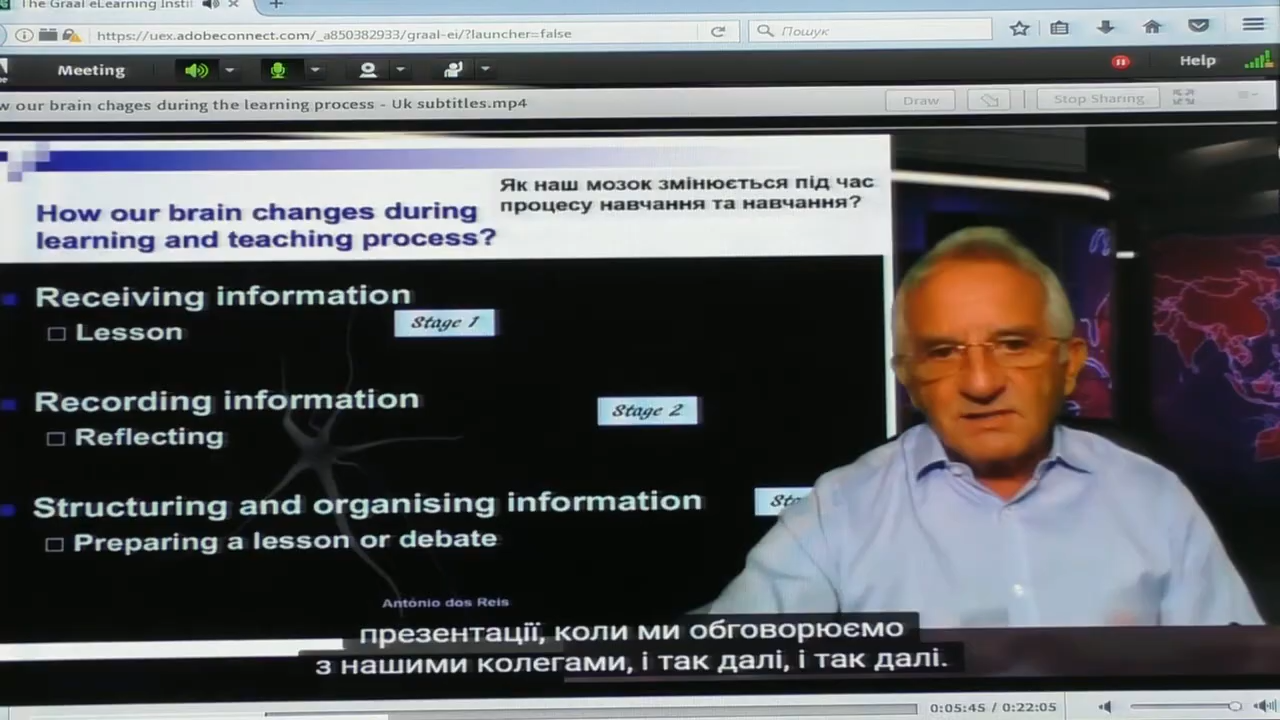 The Graal eLearning Insti
https://uex.adobeconnect.com/_a850382933/graal-ei/?launcher=false
Пошук
Meeting
Help
w our brain chages during the learning process - Uk subtitles.mp4
Draw
Stop Sharing
How our brain changes during
learning and teaching process?
Як наш мозок змінюється під час
процесу навчання та навчання?
Receiving information
Lesson
Stage 1
Recording information
Reflecting
Stage 2
Structuring and organising information
Sta
Preparing a lesson or debate
António dos Reis
презентації, коли ми обговорюємо
з нашими колегами, і так далі, і так далі.
0:05:45 / 0:22:05